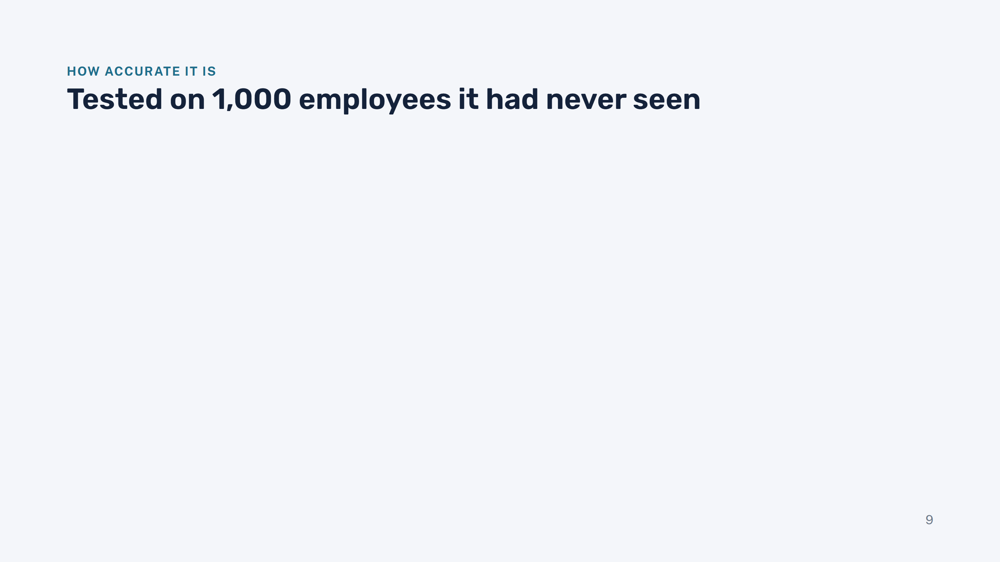 HOW ACCURATE IT IS
Tested on 1,000 employees it had never seen
9